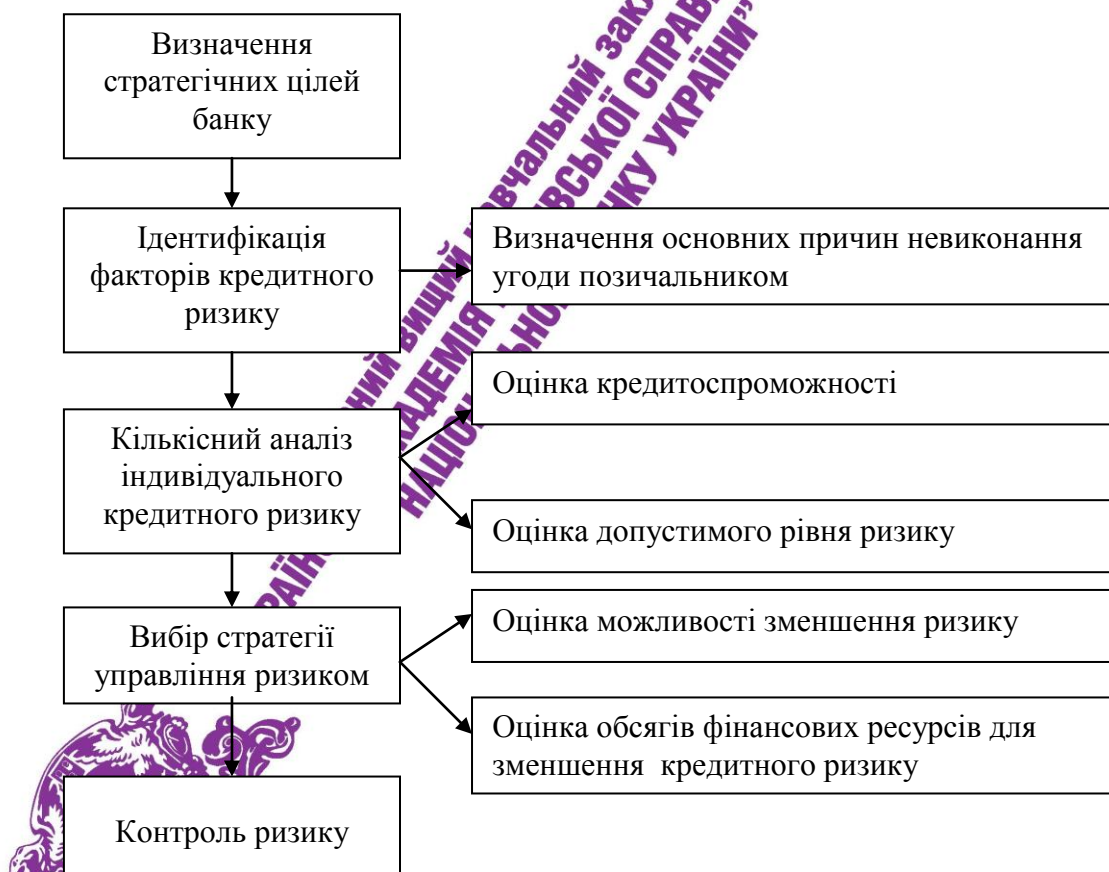 Визначення
стратегічних цілей
банку
Ідентифікація
факторів кредитного
ризику
Визначення основних причин невиконання
угоди позичальником
Кількісний аналіз
індивідуального
кредитного ризику
Оцінка кредитоспроможності
Оцінка допустимого рівня ризику
Вибір стратегії
управління ризиком
Оцінка можливості зменшення ризику
Оцінка обсягів фінансових ресурсів для
зменшення кредитного ризику
Контроль ризику
ВИЩИЙ
УКРАЇНИ”